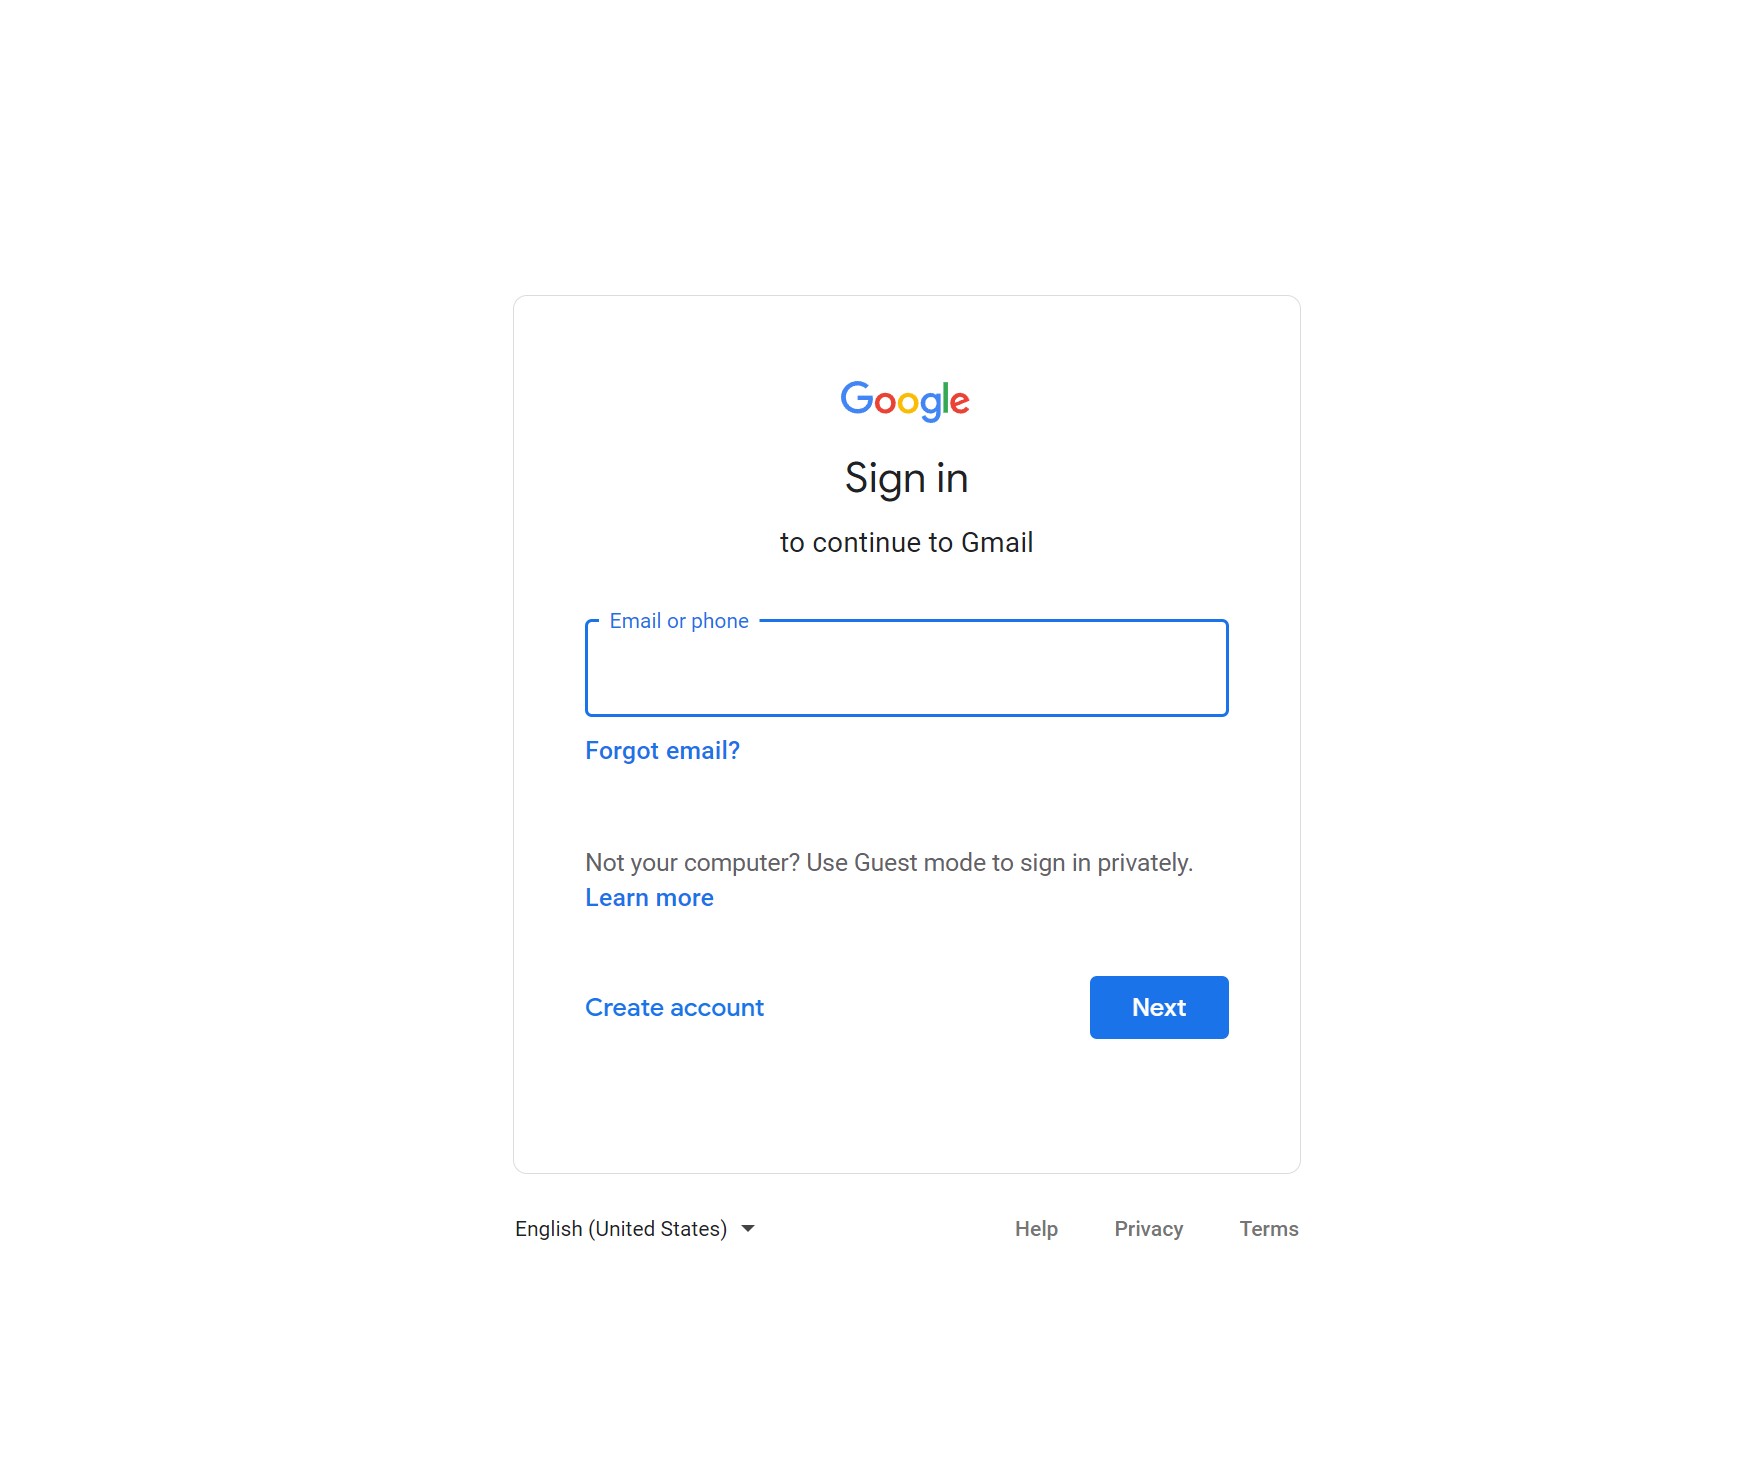 Google
Sign in
to continue to Gmail
Email or phone
Forgot email?
Not your computer? Use Guest mode to sign in privately.
Learn more
Create account
Next
English (United States)
Help
Privacy
Terms